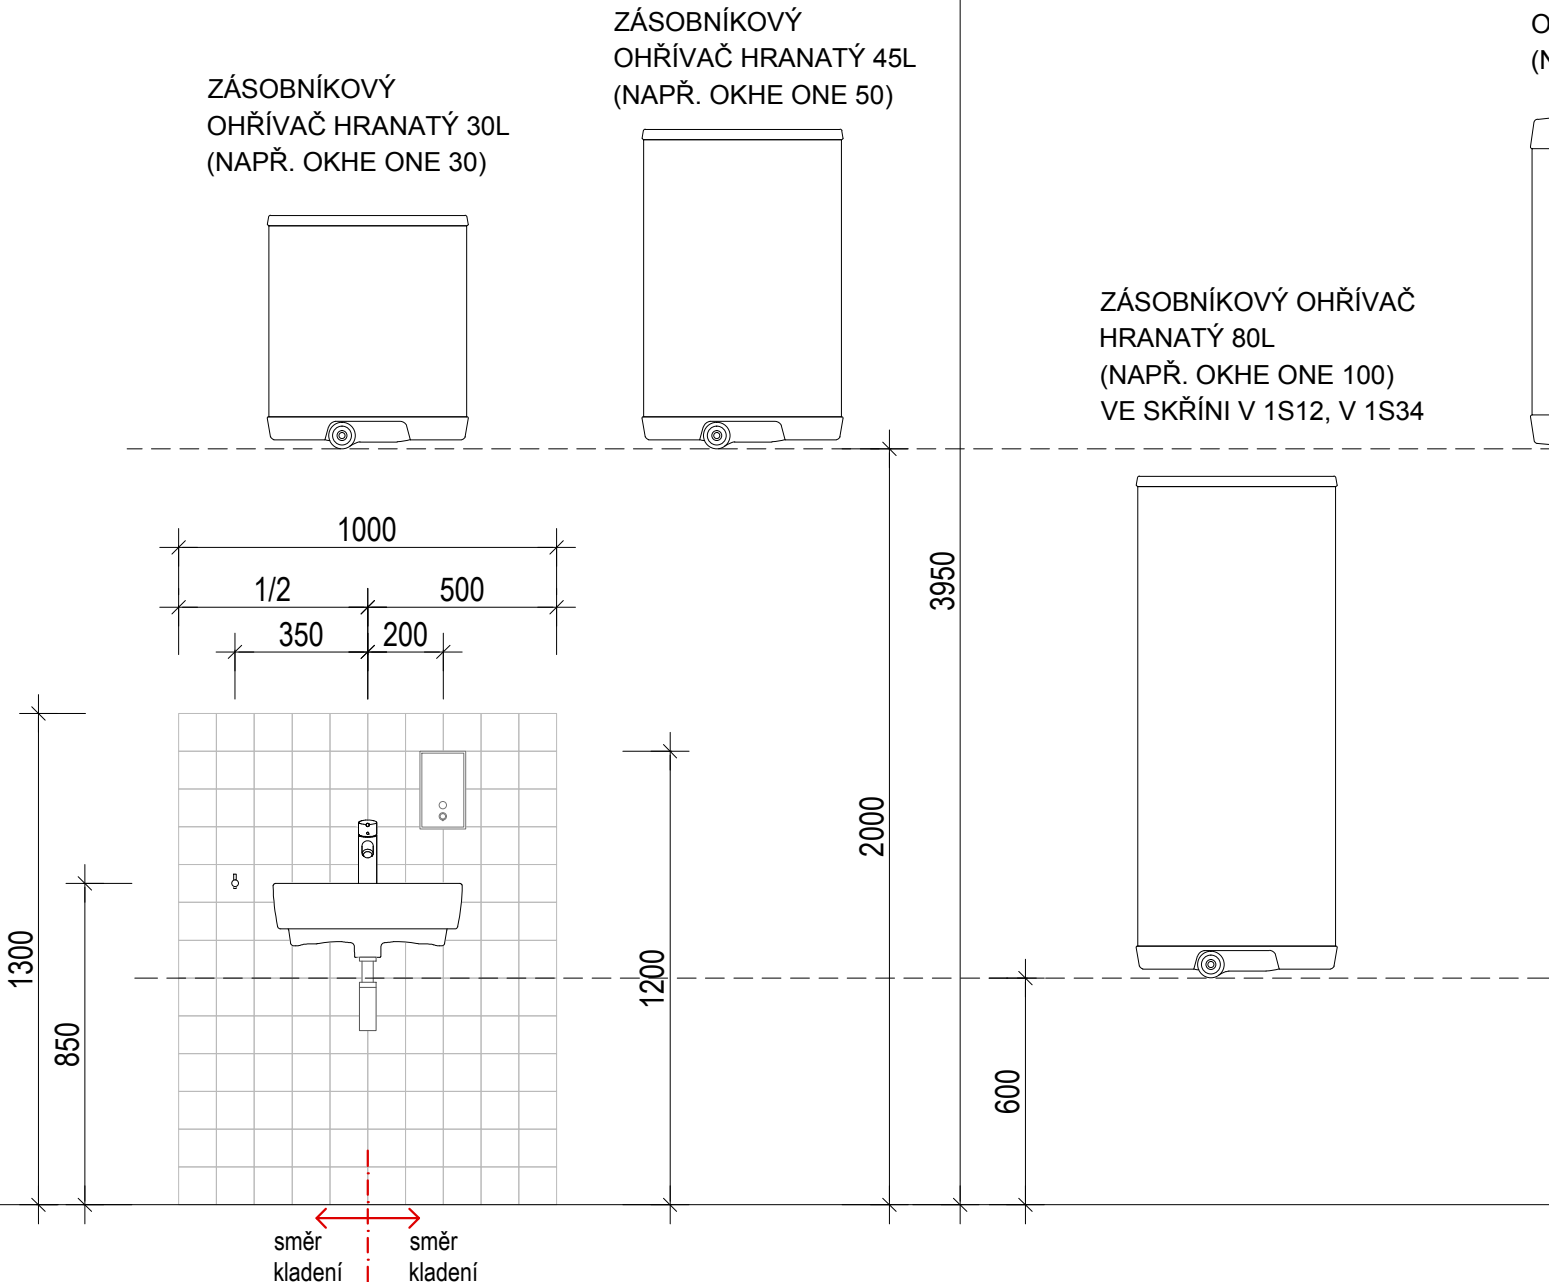 ZÁSOBNÍKOVÝ
OHŘÍVAČ HRANATÝ 30L
(NAPŘ. OKHE ONE 30)
ZÁSOBNÍKOVÝ
OHŘÍVAČ HRANATÝ 45L
(NAPŘ. OKHE ONE 50)
ZÁSOBNÍKOVÝ OHŘÍVAČ
HRANATÝ 80L
(NAPŘ. OKHE ONE 100)
VE SKŘÍNI V 1S12, V 1S34
1000
1/2
500
350
200
1300
850
1200
2000
3950
600
směr
kladení
směr
kladení